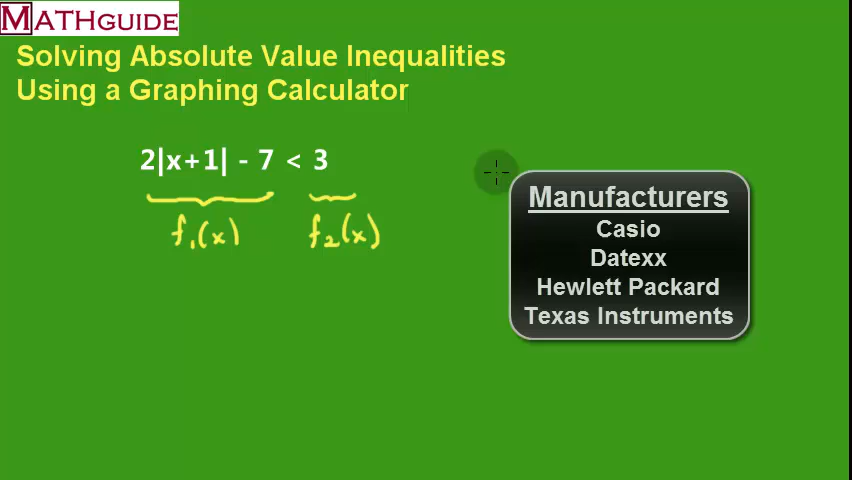 MATHGUIDE
Solving Absolute Value Inequalities
Using a Graphing Calculator
2|x+1| - 7 < 3
f₁(x) f₂(x)
Manufacturers
Casio
Datexx
Hewlett Packard
Texas Instruments